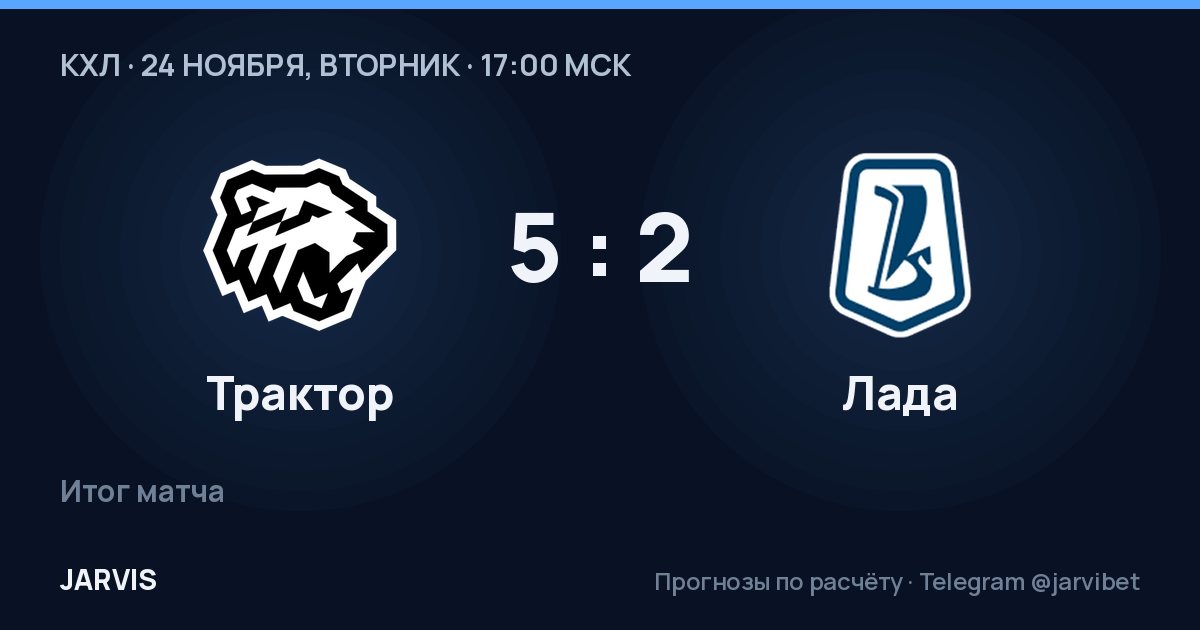 КХЛ · 24 НОЯБРЯ, ВТОРНИК · 17:00 МСК
5 : 2
Трактор
Лада
Итог матча
JARVIS
Прогнозы по расчёту · Telegram @jarvibet